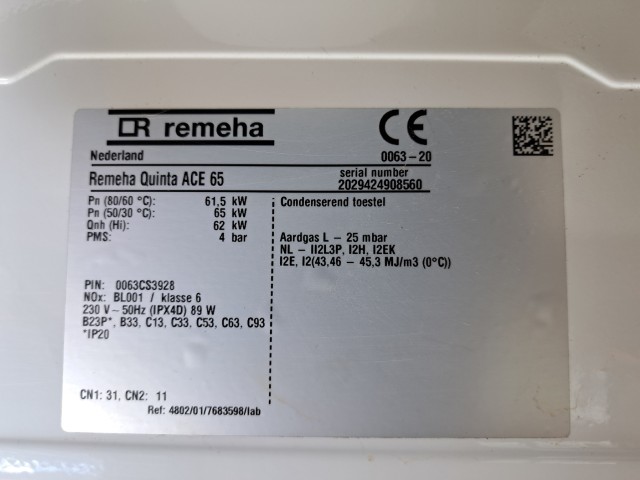 remeha
CE
Nederland 0063-20
Remeha Quinta ACE 65 serial number
2029424908560
Pn (80/60 °C): 61,5 kW Condenserend toestel
Pn (50/30 °C): 65 kW
Qnh (Hi): 62 kW
PMS: 4 bar Aardgas L - 25 mbar
NL - II2L3P, I2H, I2EK
I2E, I2(43,46 - 45,3 MJ/m3 (0°C))
PIN: 0063CS3928
NOx: BL001 / klasse 6
230 V ~ 50Hz (IPX4D) 89 W
B23P*, B33, C13, C33, C53, C63, C93
*IP20
CN1: 31, CN2: 11
Ref: 4802/01/7683598/lab